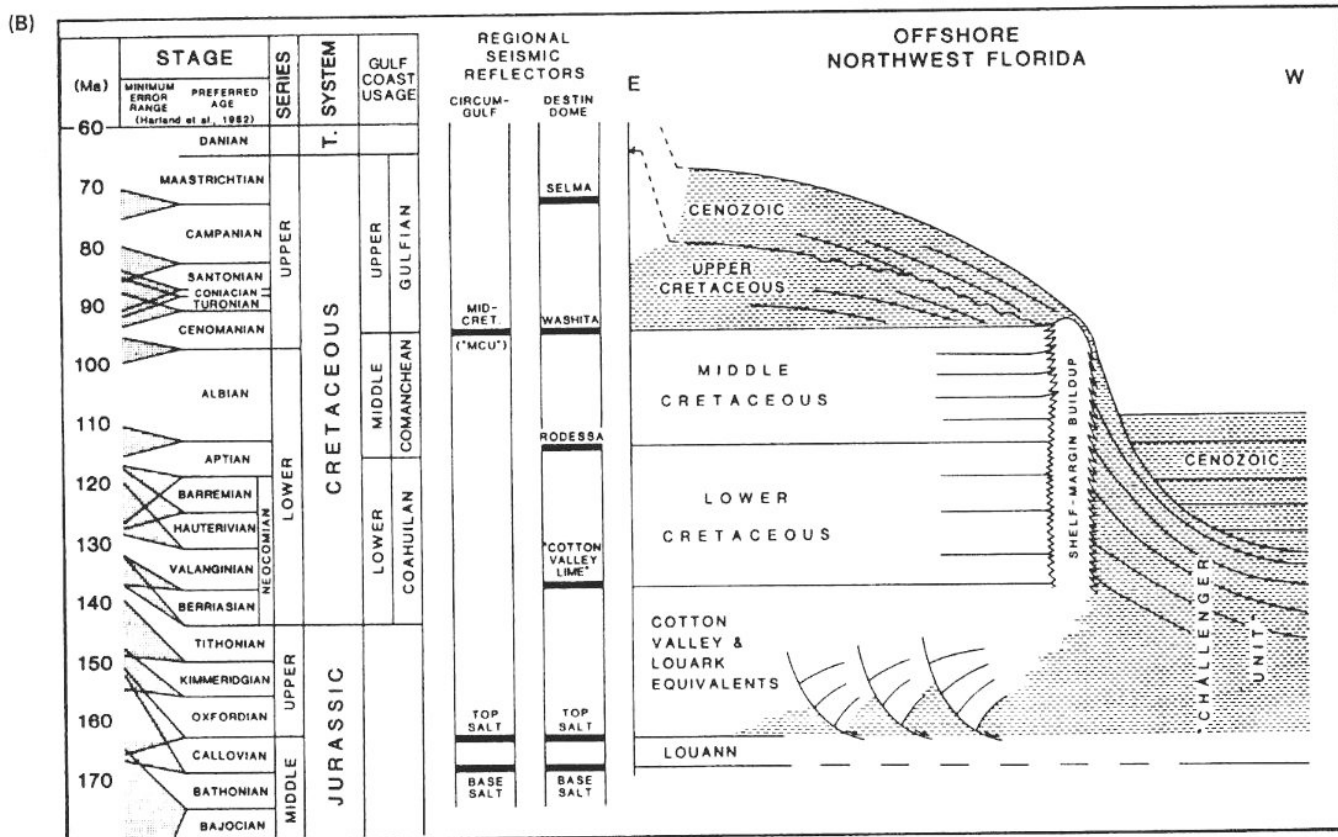 (B)
STAGE
(Ma)
MINIMUM
ERROR
RANGE
PREFERRED
AGE
(Harland et al., 1982)
SERIES
T. SYSTEM
GULF
COAST
USAGE
REGIONAL
SEISMIC
REFLECTORS
CIRCUM-
GULF
DESTIN
DOME
OFFSHORE
NORTHWEST FLORIDA
E
W
60
70
80
90
100
110
120
130
140
150
160
170
DANIAN
MAASTRICHTIAN
CAMPANIAN
SANTONIAN
CONIACIAN
TURONIAN
CENOMANIAN
ALBIAN
APTIAN
BARREMIAN
HAUTERIVIAN
VALANGINIAN
BERRIASIAN
TITHONIAN
KIMMERIDGIAN
OXFORDIAN
CALLOVIAN
BATHONIAN
BAJOCIAN
NEOCOMIAN
UPPER
LOWER
UPPER
MIDDLE
CRETACEOUS
JURASSIC
UPPER
MIDDLE
LOWER
GULFIAN
COMANCHEAN
COAHUILAN
MID-
CRET.
("MCU")
TOP
SALT
BASE
SALT
SELMA
WASHITA
RODESSA
"COTTON
VALLEY
LIME"
TOP
SALT
BASE
SALT
CENOZOIC
UPPER
CRETACEOUS
MIDDLE
CRETACEOUS
LOWER
CRETACEOUS
COTTON
VALLEY &
LOUARK
EQUIVALENTS
LOUANN
SHELF-MARGIN BUILDUP
CENOZOIC
"CHALLENGER
UNIT"